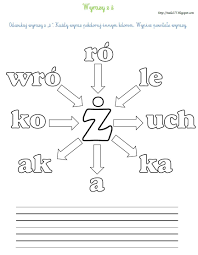 Wyrazy z ż
Odszukaj wyrazy z „ż”. Każdy wyraz pokoloruj innym kolorem. Wypisz powstałe wyrazy.
ró
wró le
ko ż uch
ak ka
a